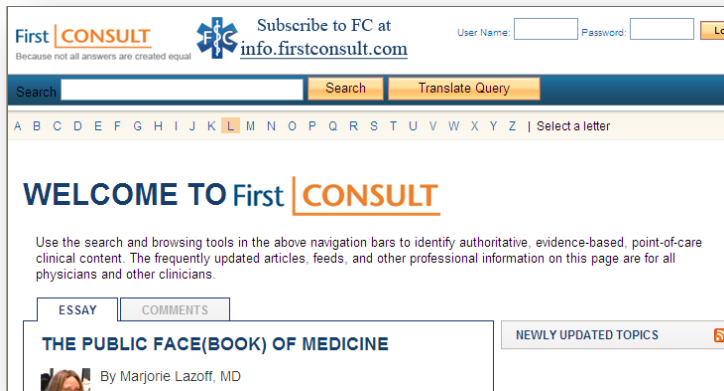 First CONSULT
Because not all answers are created equal
FC
Subscribe to FC at
info.firstconsult.com
User Name:
Password:
Search
Search
Translate Query
A B C D E F G H I J K L M N O P Q R S T U V W X Y Z | Select a letter
WELCOME TO First CONSULT
Use the search and browsing tools in the above navigation bars to identify authoritative, evidence-based, point-of-care
clinical content. The frequently updated articles, feeds, and other professional information on this page are for all
physicians and other clinicians.
ESSAY
COMMENTS
THE PUBLIC FACE(BOOK) OF MEDICINE
By Marjorie Lazoff, MD
NEWLY UPDATED TOPICS